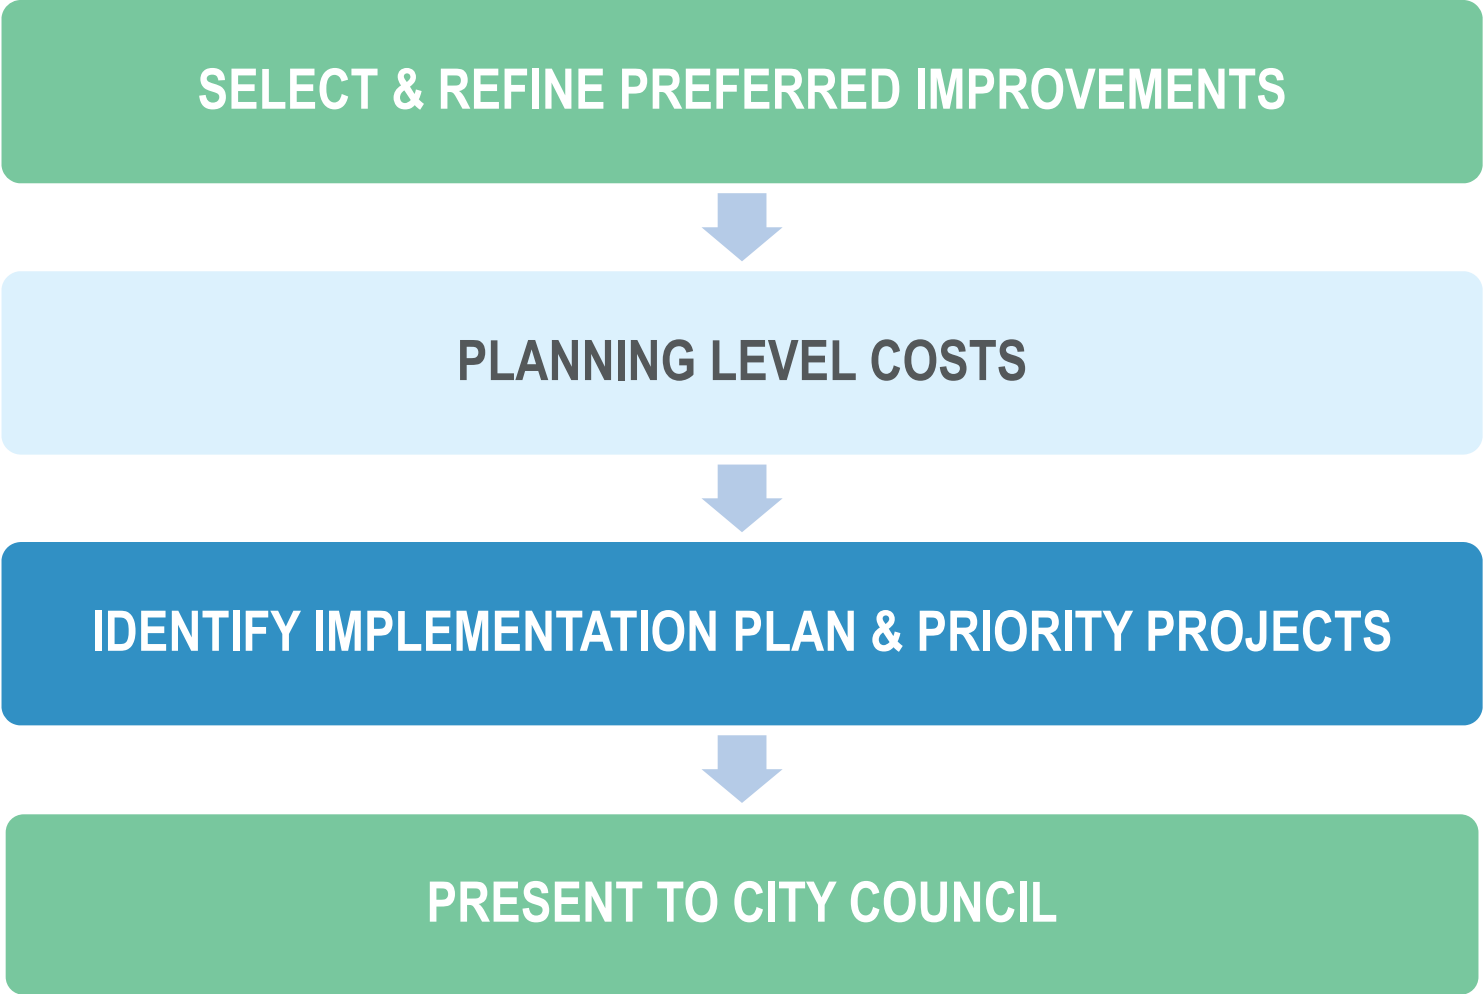 SELECT & REFINE PREFERRED IMPROVEMENTS
PLANNING LEVEL COSTS
IDENTIFY IMPLEMENTATION PLAN & PRIORITY PROJECTS
PRESENT TO CITY COUNCIL